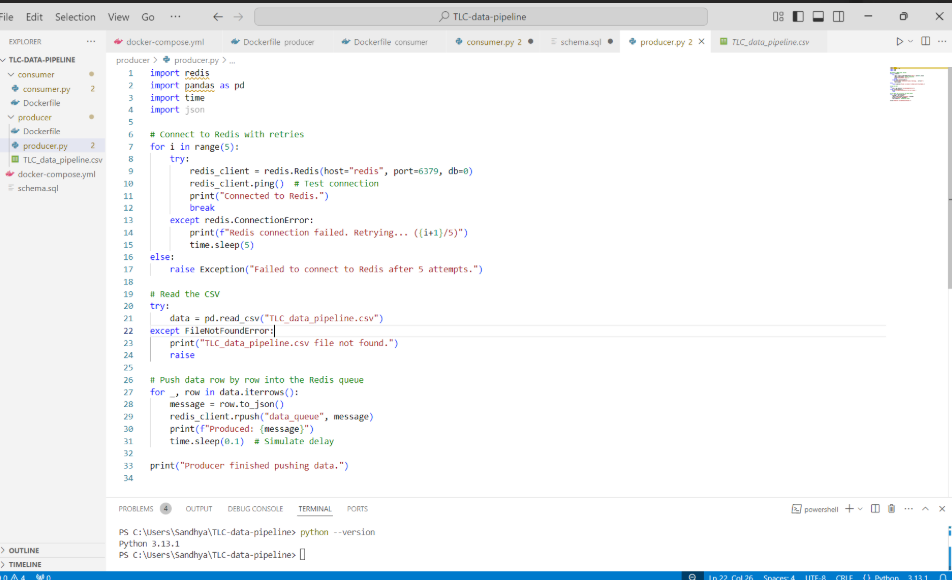 File Edit Selection View Go ··· TLC-data-pipeline
EXPLORER ···
docker-compose.yml Dockerfile producer Dockerfile consumer consumer.py 2 schema.sql producer.py 2 TLC_data_pipeline.csv
TLC-DATA-PIPELINE
consumer
consumer.py 2
Dockerfile
producer
Dockerfile
producer.py 2
TLC_data_pipeline.csv
docker-compose.yml
schema.sql
producer > producer.py > ...
1 import redis
2 import pandas as pd
3 import time
4 import json
5
6 # Connect to Redis with retries
7 for i in range(5):
8 try:
9 redis_client = redis.Redis(host="redis", port=6379, db=0)
10 redis_client.ping() # Test connection
11 print("Connected to Redis.")
12 break
13 except redis.ConnectionError:
14 print(f"Redis connection failed. Retrying... ({i+1}/5)")
15 time.sleep(5)
16 else:
17 raise Exception("Failed to connect to Redis after 5 attempts.")
18
19 # Read the CSV
20 try:
21 data = pd.read_csv("TLC_data_pipeline.csv")
22 except FileNotFoundError:
23 print("TLC_data_pipeline.csv file not found.")
24 raise
25
26 # Push data row by row into the Redis queue
27 for _, row in data.iterrows():
28 message = row.to_json()
29 redis_client.rpush("data_queue", message)
30 print(f"Produced: {message}")
31 time.sleep(0.1) # Simulate delay
32
33 print("Producer finished pushing data.")
34
PROBLEMS 4 OUTPUT DEBUG CONSOLE TERMINAL PORTS powershell
PS C:\Users\Sandhya\TLC-data-pipeline> python --version
Python 3.13.1
PS C:\Users\Sandhya\TLC-data-pipeline>
OUTLINE
TIMELINE
0 4 0 Ln 22, Col 26 Spaces: 4 UTF-8 CRLF {} Python 3.13.1